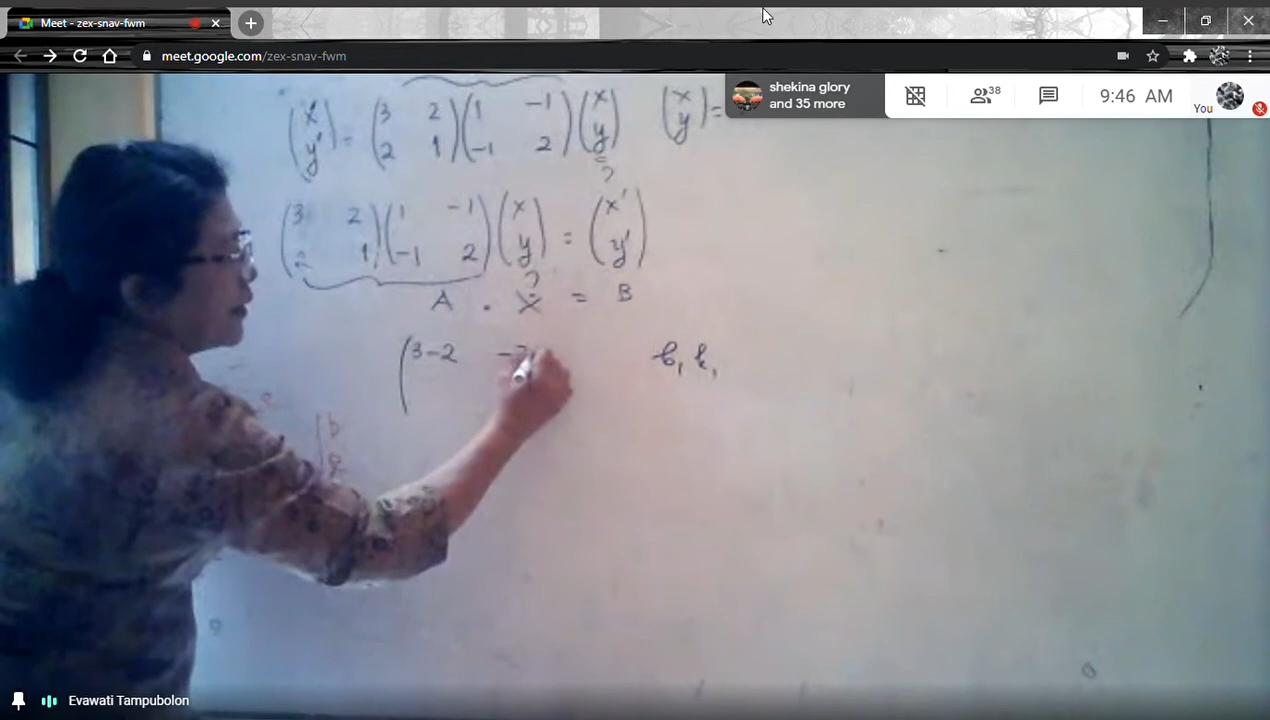 Meet - zex-snav-fwm
meet.google.com/zex-snav-fwm
shekina glory
and 35 more
38
9:46 AM
You
(x' y') = (3 2 2 1) (1 -1 -1 2) (x y) (x y) =
= ?
(3 2 2 1) (1 -1 -1 2) (x y) = (x' y')
?
A . X = B
(3-2 b₁ k₁
Evawati Tampubolon